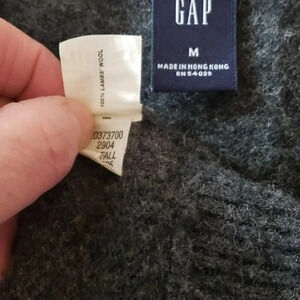 GAP
M
MADE IN HONG KONG
RN 54023
100% LAMBS' WOOL
0373700
2904
FALL